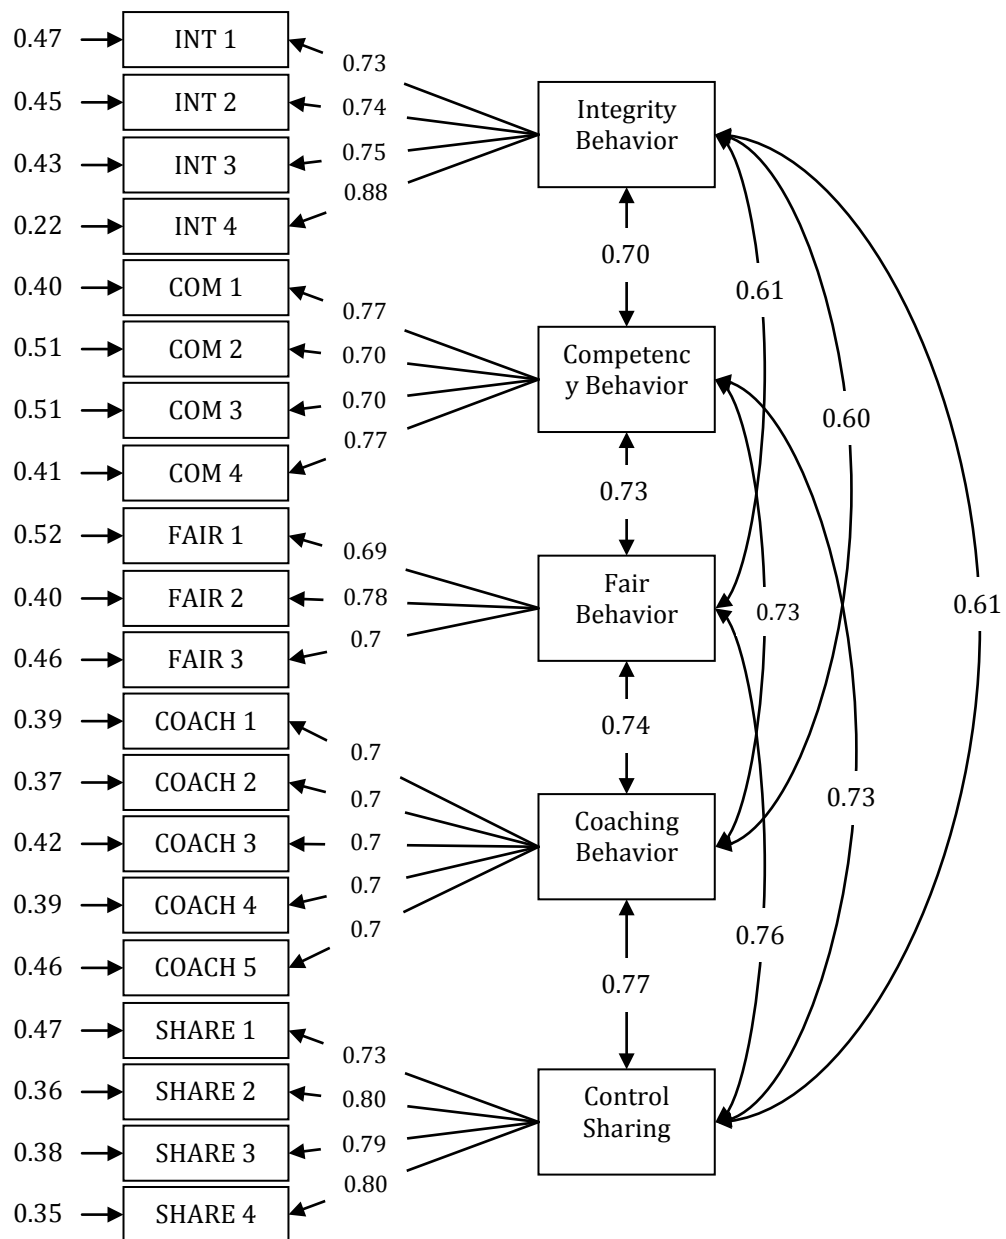 0.47
INT 1
0.73
0.45
INT 2
0.74
0.43
INT 3
0.75
0.22
INT 4
0.88
0.40
COM 1
0.77
0.51
COM 2
0.70
0.51
COM 3
0.70
0.41
COM 4
0.77
0.52
FAIR 1
0.69
0.40
FAIR 2
0.78
0.46
FAIR 3
0.7
0.39
COACH 1
0.7
0.37
COACH 2
0.7
0.42
COACH 3
0.7
0.39
COACH 4
0.7
0.46
COACH 5
0.7
0.47
SHARE 1
0.73
0.36
SHARE 2
0.80
0.38
SHARE 3
0.79
0.35
SHARE 4
0.80
Integrity
Behavior
0.70
Competenc
y Behavior
0.73
Fair
Behavior
0.74
Coaching
Behavior
0.77
Control
Sharing
0.61
0.60
0.61
0.73
0.73
0.76